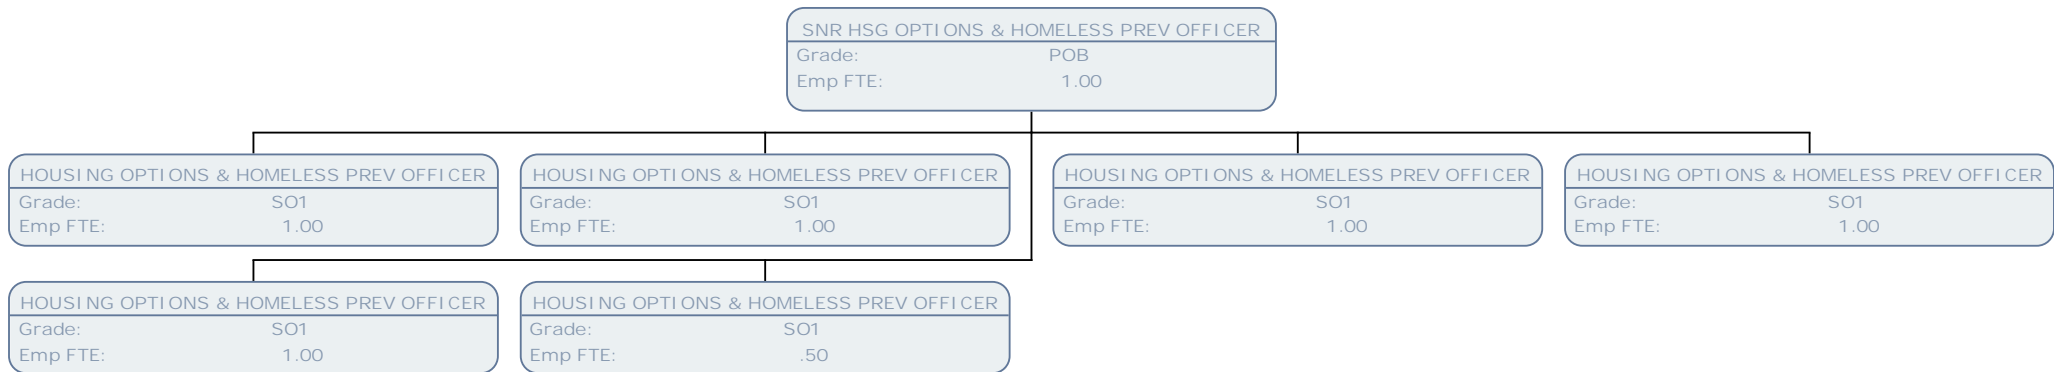 SNR HSG OPTIONS & HOMELESS PREV OFFICER
Grade: POB
Emp FTE: 1.00
HOUSING OPTIONS & HOMELESS PREV OFFICER
Grade: SO1
Emp FTE: 1.00
HOUSING OPTIONS & HOMELESS PREV OFFICER
Grade: SO1
Emp FTE: 1.00
HOUSING OPTIONS & HOMELESS PREV OFFICER
Grade: SO1
Emp FTE: 1.00
HOUSING OPTIONS & HOMELESS PREV OFFICER
Grade: SO1
Emp FTE: 1.00
HOUSING OPTIONS & HOMELESS PREV OFFICER
Grade: SO1
Emp FTE: 1.00
HOUSING OPTIONS & HOMELESS PREV OFFICER
Grade: SO1
Emp FTE: .50